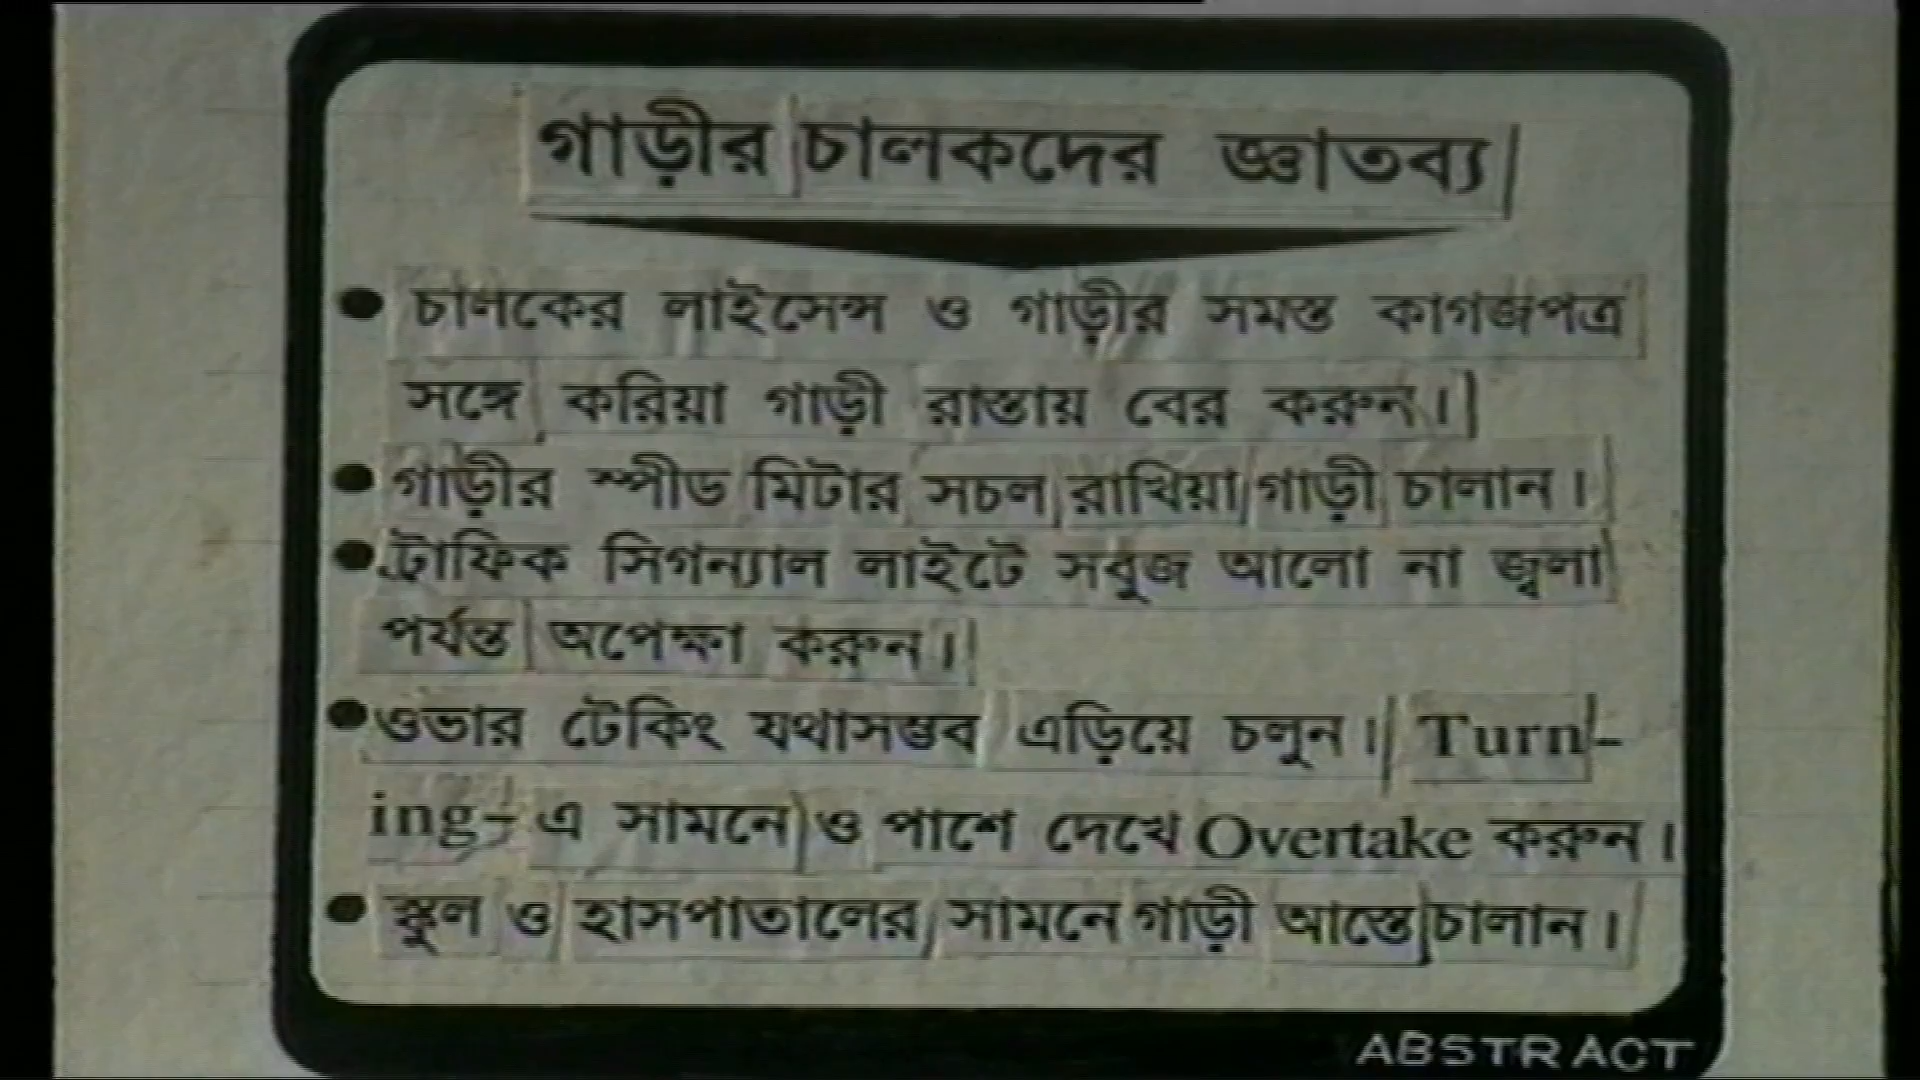 গাড়ীর চালকদের জ্ঞাতব্য
● চালকের লাইসেন্স ও গাড়ীর সমস্ত কাগজপত্র
সঙ্গে করিয়া গাড়ী রাস্তায় বের করুন।
● গাড়ীর স্পীড মিটার সচল রাখিয়া গাড়ী চালান।
● ট্রাফিক সিগন্যাল লাইটে সবুজ আলো না জ্বলা
পর্যন্ত অপেক্ষা করুন।
● ওভার টেকিং যথাসম্ভব এড়িয়ে চলুন। Turn-
ing-এ সামনে ও পাশে দেখে Overtake করুন।
● স্কুল ও হাসপাতালের সামনে গাড়ী আস্তে চালান।
ABSTRACT